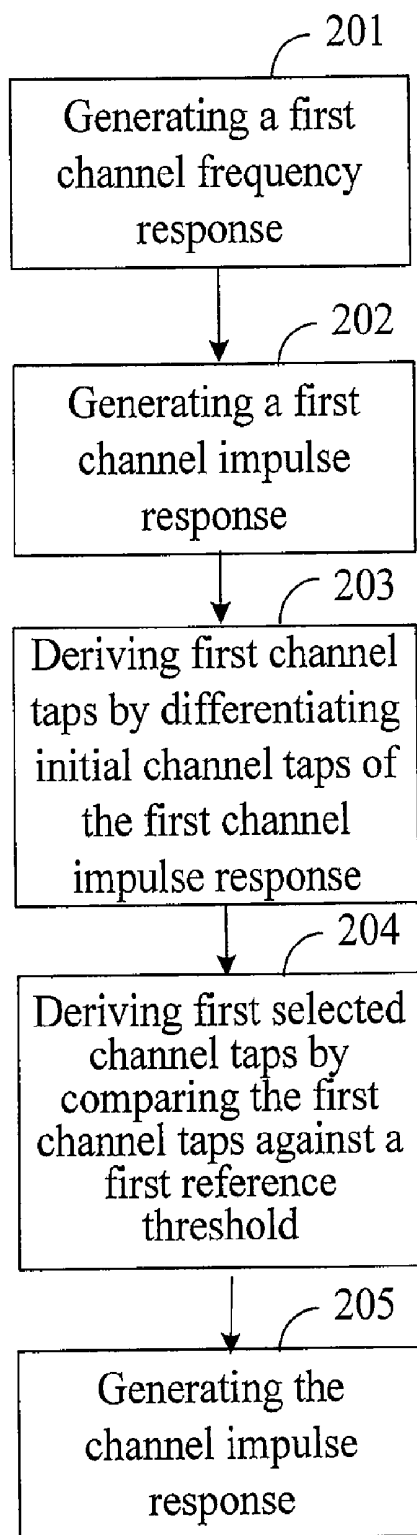 201
Generating a first
channel frequency
response
202
Generating a first
channel impulse
response
203
Deriving first channel
taps by differentiating
initial channel taps of
the first channel
impulse response
204
Deriving first selected
channel taps by
comparing the first
channel taps against a
first reference
threshold
205
Generating the
channel impulse
response